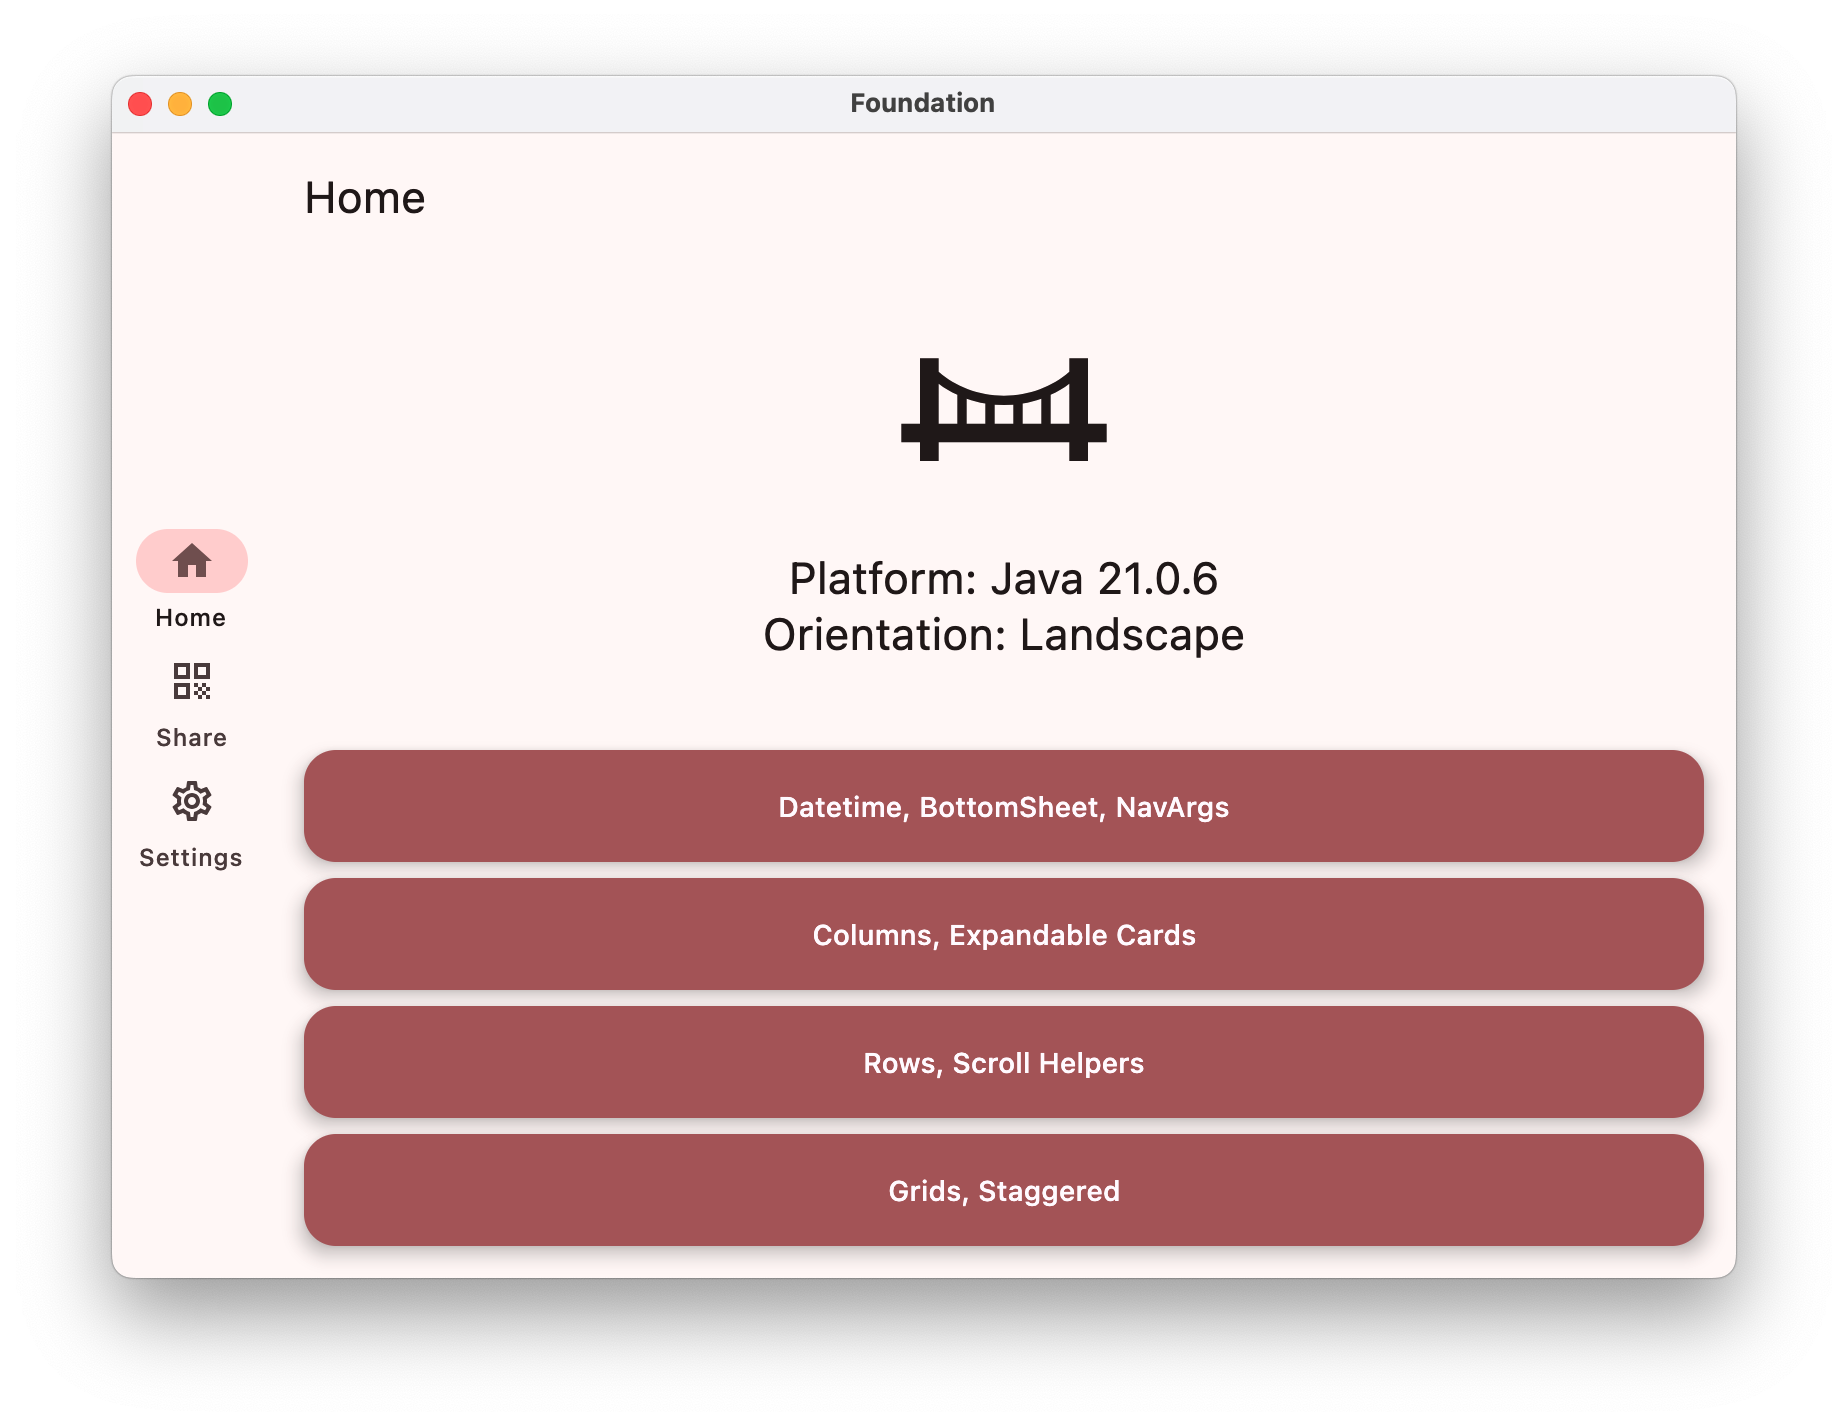 Foundation
Home
Platform: Java 21.0.6
Orientation: Landscape
Home
Share
Settings
Datetime, BottomSheet, NavArgs
Columns, Expandable Cards
Rows, Scroll Helpers
Grids, Staggered